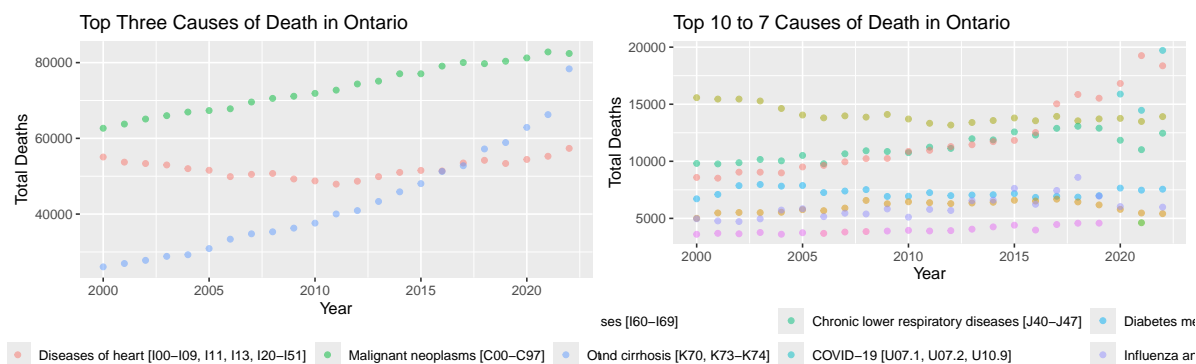 Top Three Causes of Death in Ontario
80000
60000
40000
Total Deaths
2000 2005 2010 2015 2020
Year
Diseases of heart [I00–I09, I11, I13, I20–I51] Malignant neoplasms [C00–C97]
Top 10 to 7 Causes of Death in Ontario
20000
15000
10000
5000
Total Deaths
2000 2005 2010 2015 2020
Year
ses [I60–I69] Chronic lower respiratory diseases [J40–J47] Diabetes me
nd cirrhosis [K70, K73–K74] COVID–19 [U07.1, U07.2, U10.9] Influenza an